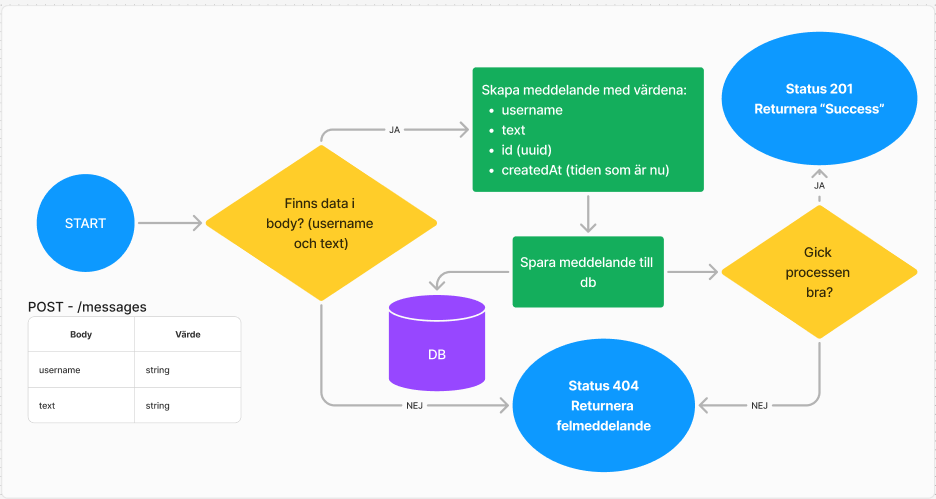 START
POST - /messages
Body Värde
username string
text string
Finns data i
body? (username
och text)
JA
NEJ
Skapa meddelande med värdena:
• username
• text
• id (uuid)
• createdAt (tiden som är nu)
Spara meddelande till
db
DB
Gick
processen
bra?
JA
NEJ
Status 201
Returnera “Success”
Status 404
Returnera
felmeddelande